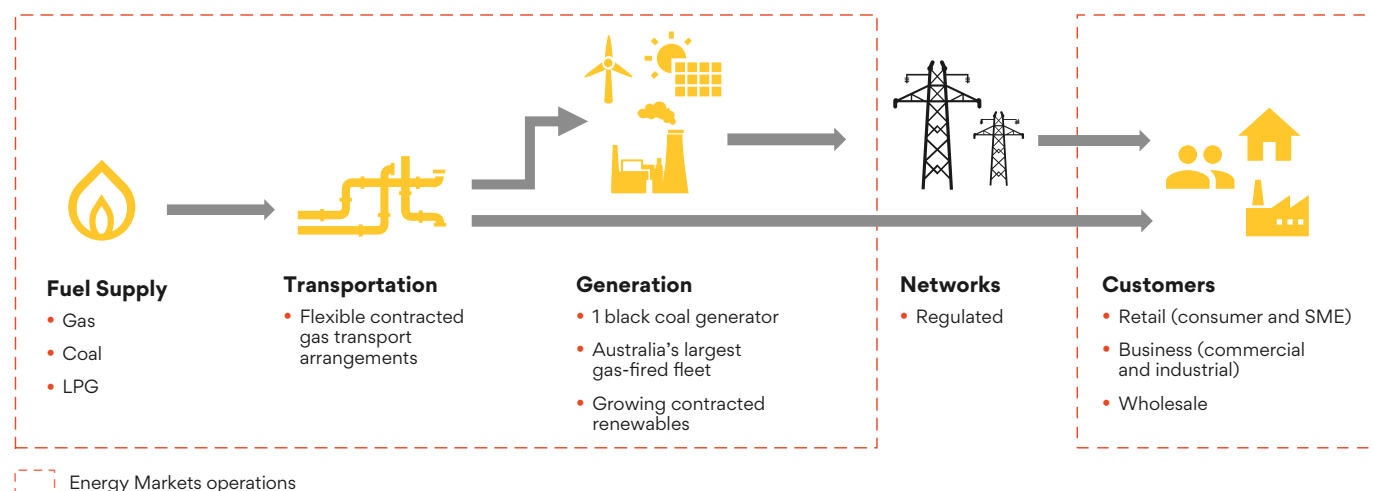 Fuel Supply
• Gas
• Coal
• LPG
Transportation
• Flexible contracted
gas transport
arrangements
Generation
• 1 black coal generator
• Australia's largest
gas-fired fleet
• Growing contracted
renewables
Networks
• Regulated
Customers
• Retail (consumer and SME)
• Business (commercial
and industrial)
• Wholesale
Energy Markets operations